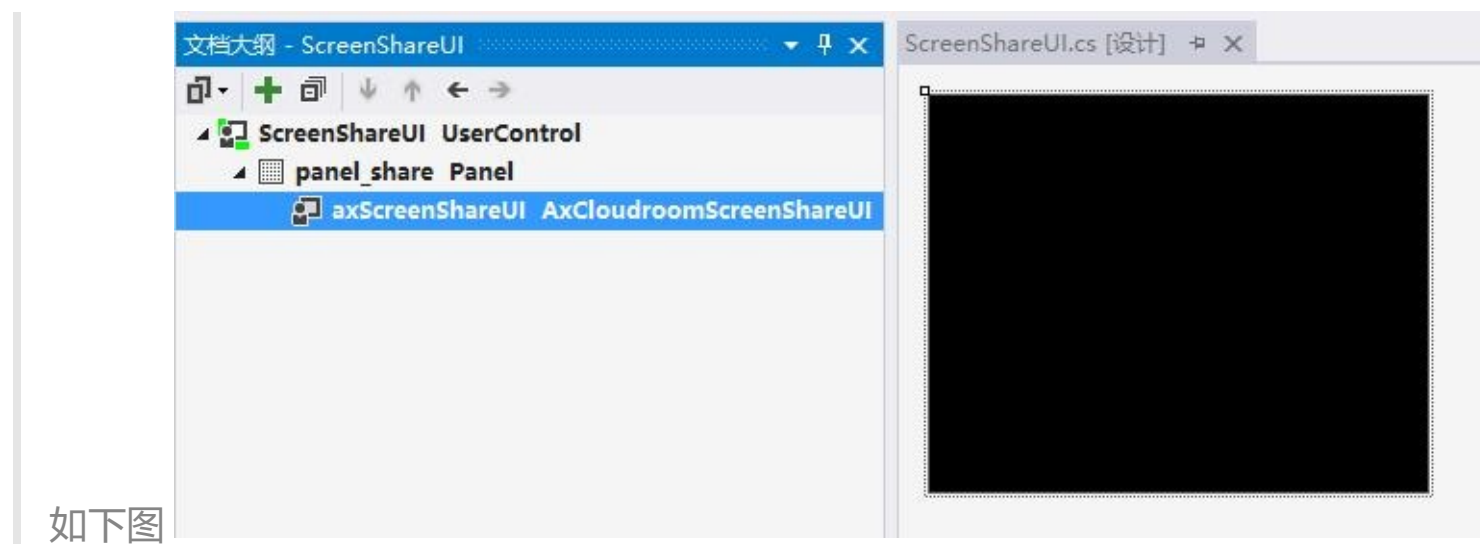 文档大纲 - ScreenShareUI
ScreenShareUI.cs [设计]
ScreenShareUI UserControl
panel_share Panel
axScreenShareUI AxCloudroomScreenShareUI
如下图